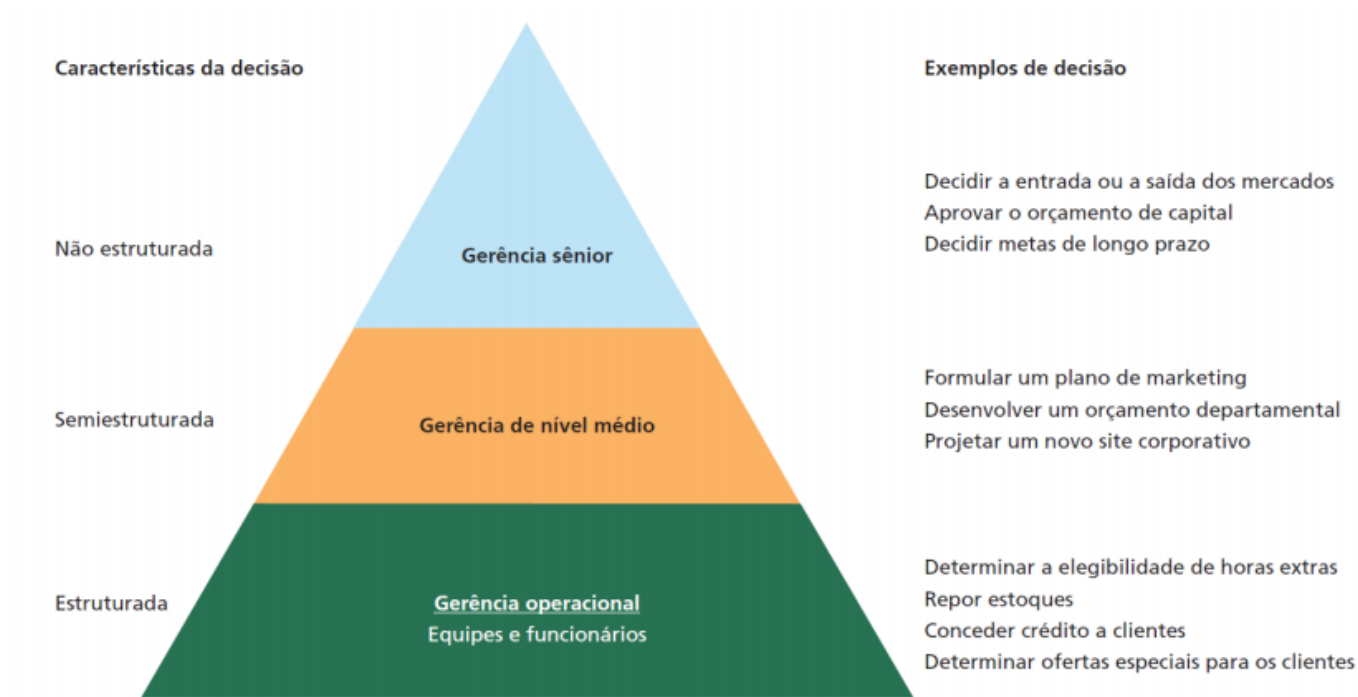 Características da decisão
Exemplos de decisão
Não estruturada
Gerência sênior
Decidir a entrada ou a saída dos mercados
Aprovar o orçamento de capital
Decidir metas de longo prazo
Semiestruturada
Gerência de nível médio
Formular um plano de marketing
Desenvolver um orçamento departamental
Projetar um novo site corporativo
Estruturada
Gerência operacional
Equipes e funcionários
Determinar a elegibilidade de horas extras
Repor estoques
Conceder crédito a clientes
Determinar ofertas especiais para os clientes